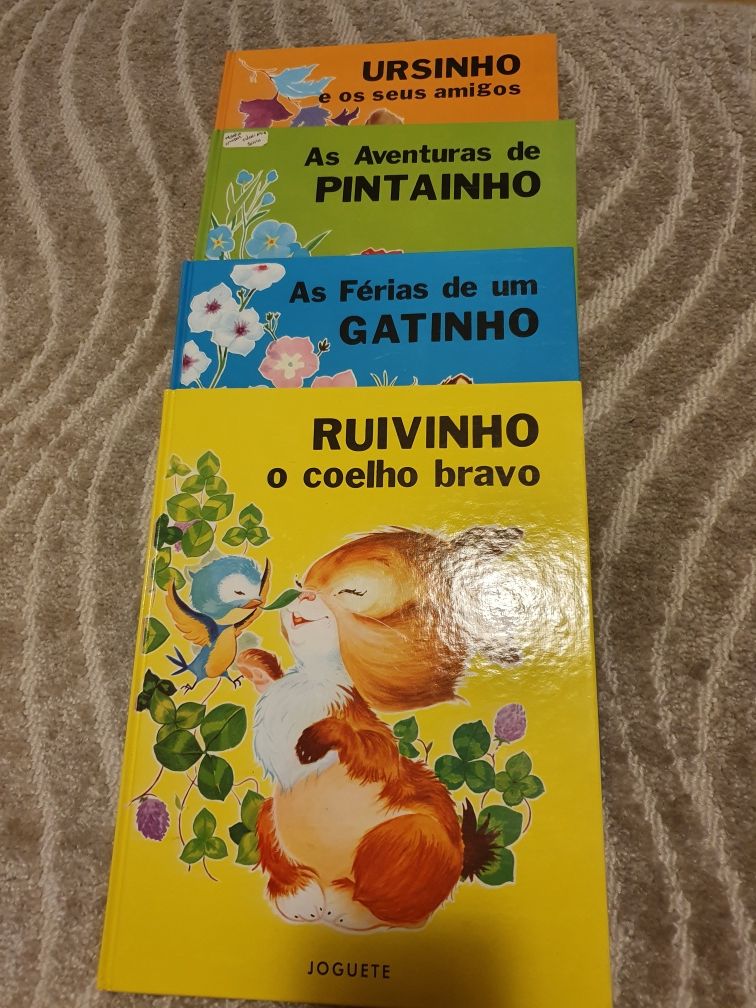 URSINHO
e os seus amigos
As Aventuras de
PINTAINHO
As Férias de um
GATINHO
RUIVINHO
o coelho bravo
JOGUETE